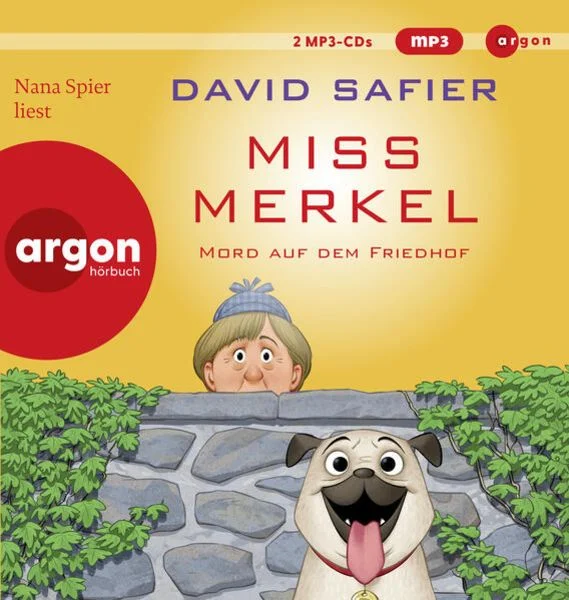 2 MP3-CDs MP3 argon
Nana Spier
liest
DAVID SAFIER
MISS
MERKEL
MORD AUF DEM FRIEDHOF
argon
hörbuch